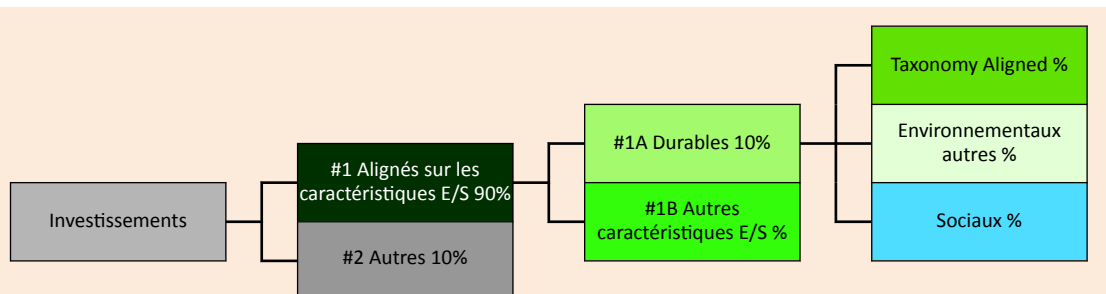 Investissements
#1 Alignés sur les
caractéristiques E/S 90%
#2 Autres 10%
#1A Durables 10%
#1B Autres
caractéristiques E/S %
Taxonomy Aligned %
Environnementaux
autres %
Sociaux %